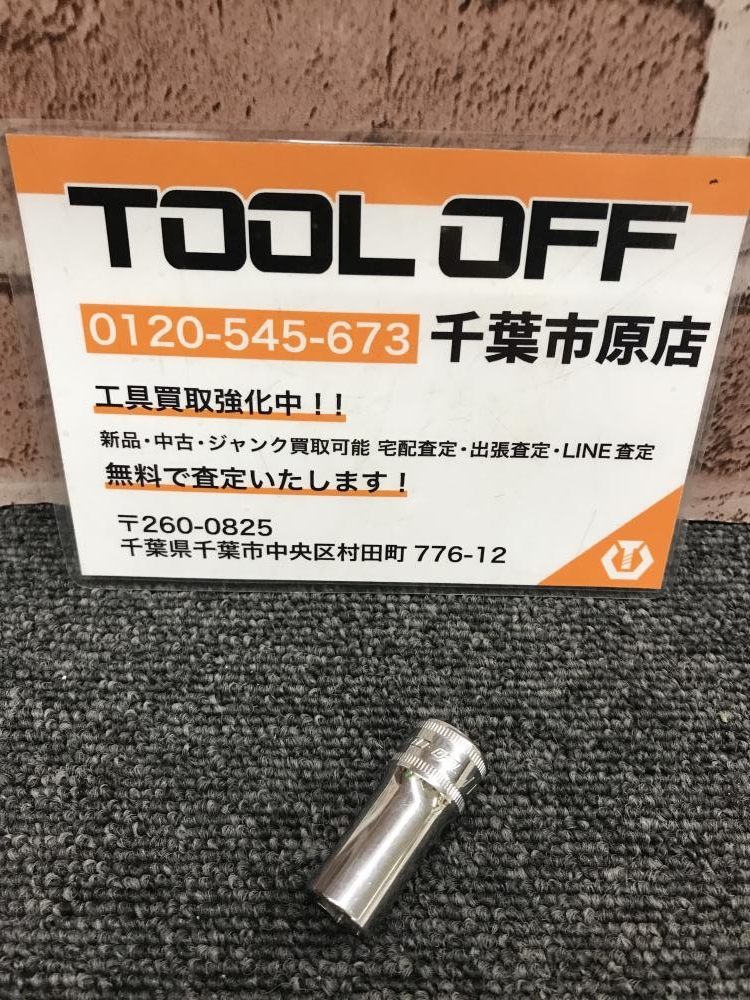 TOOL OFF
0120-545-673 千葉市原店
工具買取強化中！！
新品・中古・ジャンク買取可能 宅配査定・出張査定・LINE査定
無料で査定いたします！
〒260-0825
千葉県千葉市中央区村田町 776-12